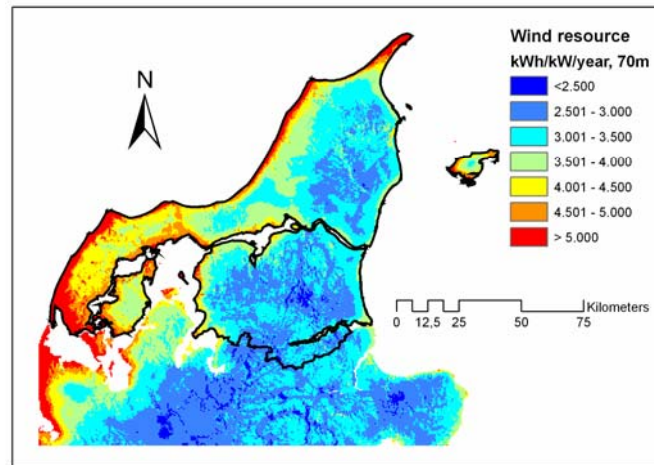 Wind resource
kWh/kW/year, 70m
<2.500
2.501 - 3.000
3.001 - 3.500
3.501 - 4.000
4.001 - 4.500
4.501 - 5.000
> 5.000
N
Kilometers
0 12,5 25 50 75